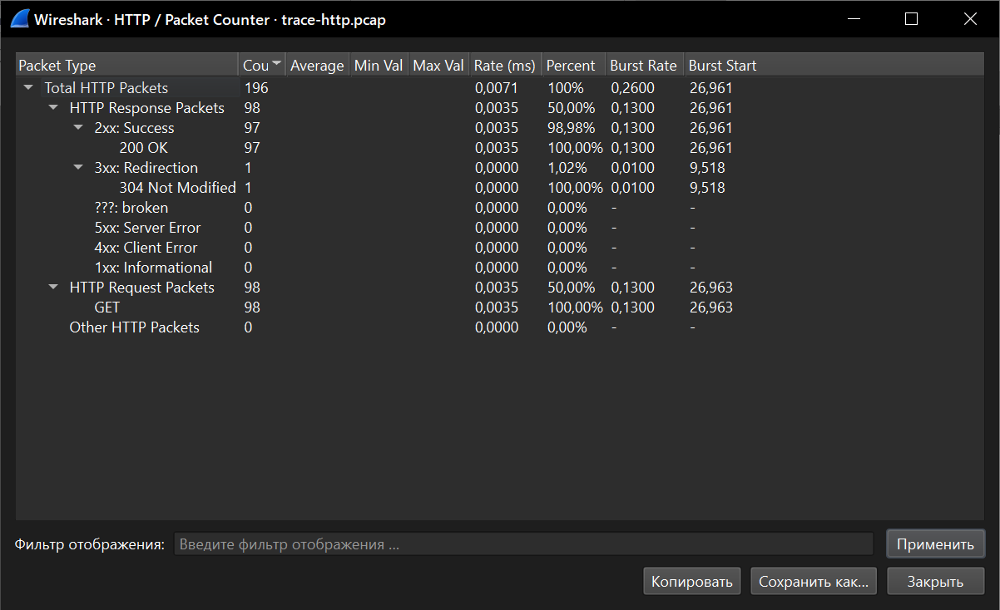 Wireshark · HTTP / Packet Counter · trace-http.pcap
Packet Type Cou Average Min Val Max Val Rate (ms) Percent Burst Rate Burst Start
Total HTTP Packets 196 0,0071 100% 0,2600 26,961
HTTP Response Packets 98 0,0035 50,00% 0,1300 26,961
2xx: Success 97 0,0035 98,98% 0,1300 26,961
200 OK 97 0,0035 100,00% 0,1300 26,961
3xx: Redirection 1 0,0000 1,02% 0,0100 9,518
304 Not Modified 1 0,0000 100,00% 0,0100 9,518
???: broken 0 0,0000 0,00% - -
5xx: Server Error 0 0,0000 0,00% - -
4xx: Client Error 0 0,0000 0,00% - -
1xx: Informational 0 0,0000 0,00% - -
HTTP Request Packets 98 0,0035 50,00% 0,1300 26,963
GET 98 0,0035 100,00% 0,1300 26,963
Other HTTP Packets 0 0,0000 0,00% - -
Фильтр отображения: Введите фильтр отображения ... Применить
Копировать Сохранить как... Закрыть